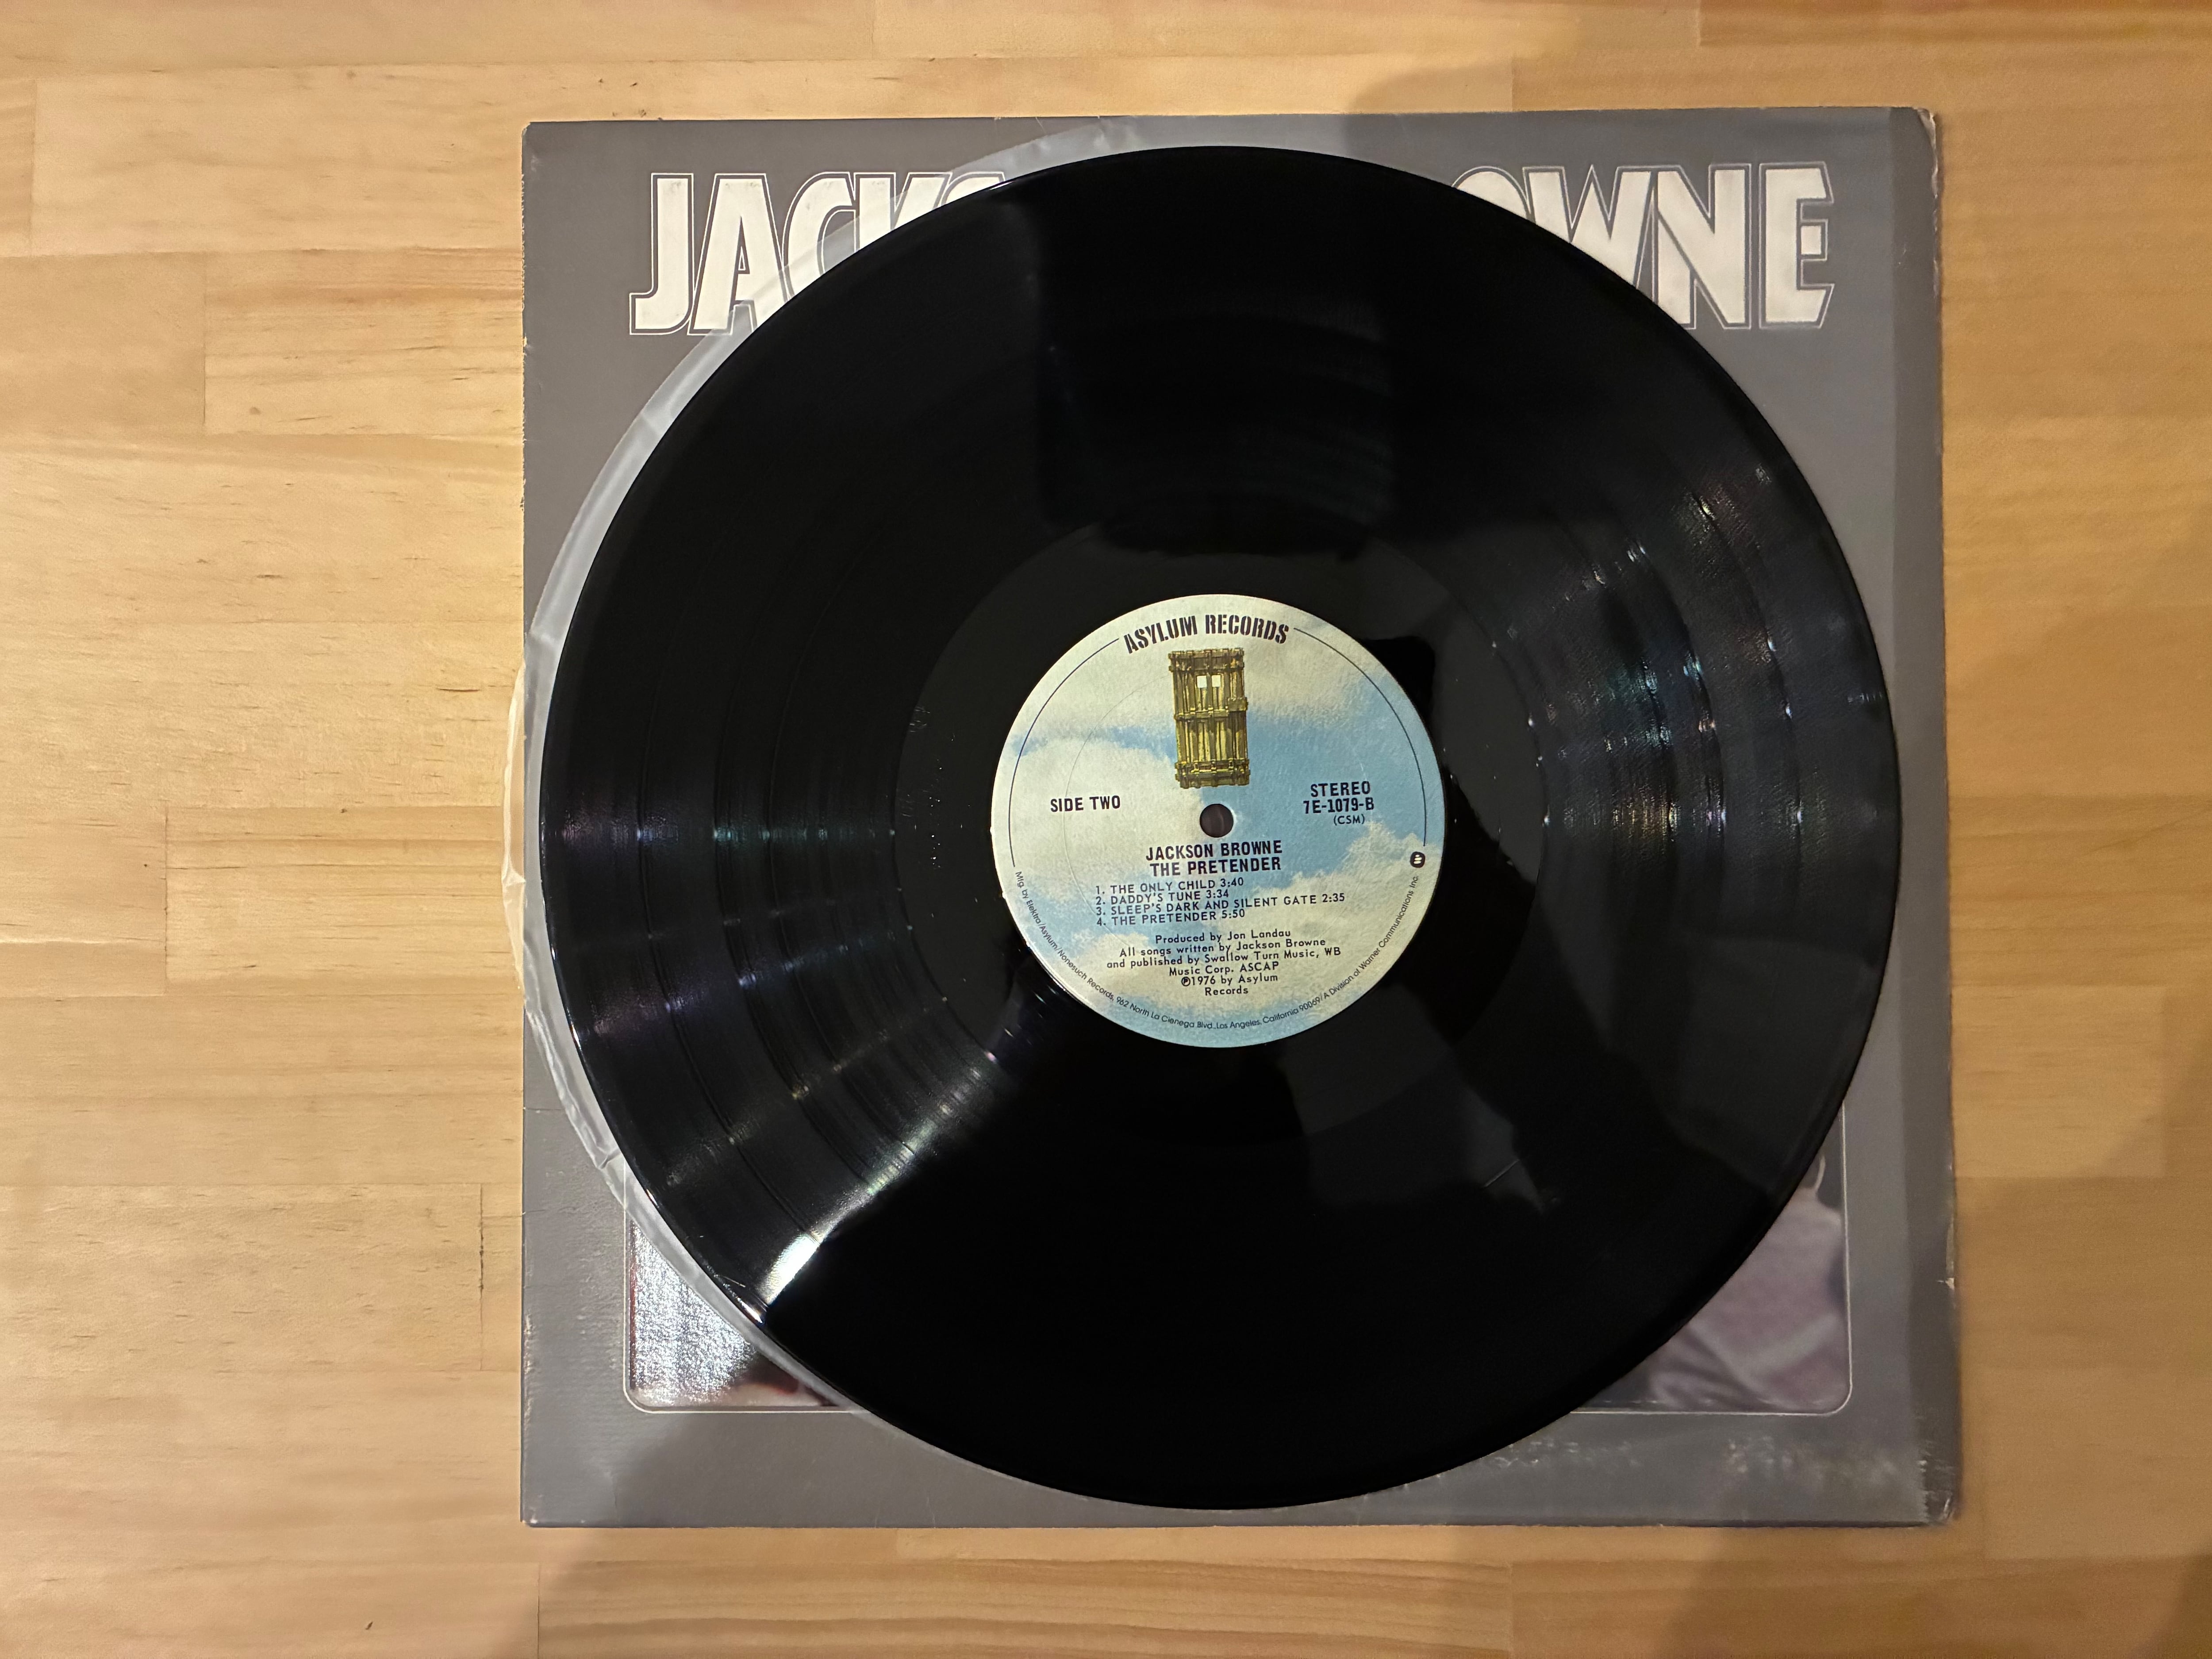 JACKS OWNE
ASYLUM RECORDS
SIDE TWO
STEREO
7E-1079-B
(CSM)
JACKSON BROWNE
THE PRETENDER
1. THE ONLY CHILD 3:40
2. DADDY'S TUNE 3:34
3. SLEEP'S DARK AND SILENT GATE 2:35
4. THE PRETENDER 5:50
Produced by Jon Landau
All songs written by Jackson Browne
and published by Swallow Turn Music, WB
Music Corp. ASCAP
℗1976 by Asylum
Records
Mfg. by Elektra/Asylum/Nonesuch Records, 962 North La Cienega Blvd., Los Angeles, California 90069/A Division of Warner Communications Inc.